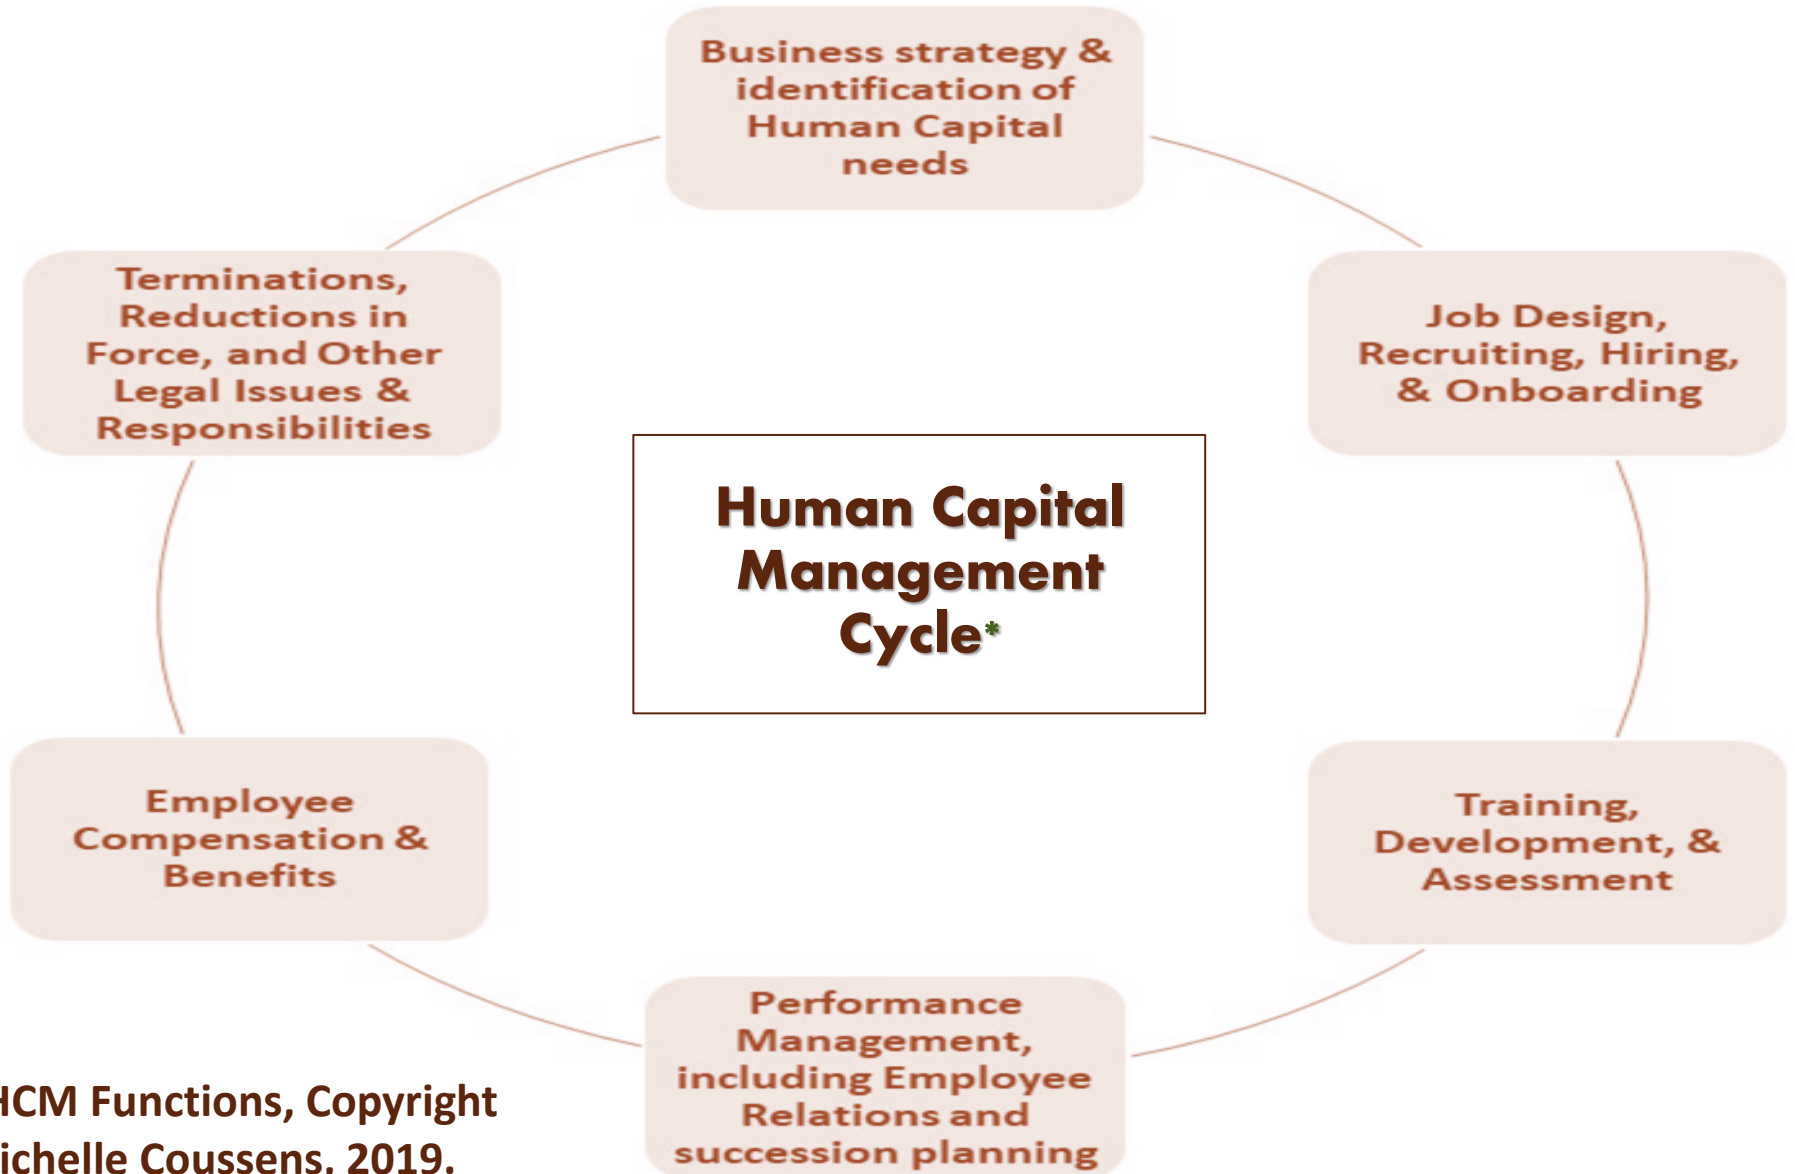 Business strategy &
identification of
Human Capital
needs
Job Design,
Recruiting, Hiring,
& Onboarding
Training,
Development, &
Assessment
Performance
Management,
including Employee
Relations and
succession planning
Employee
Compensation &
Benefits
Terminations,
Reductions in
Force, and Other
Legal Issues &
Responsibilities
Human Capital
Management
Cycle*
HCM Functions, Copyright
ichelle Coussens, 2019.